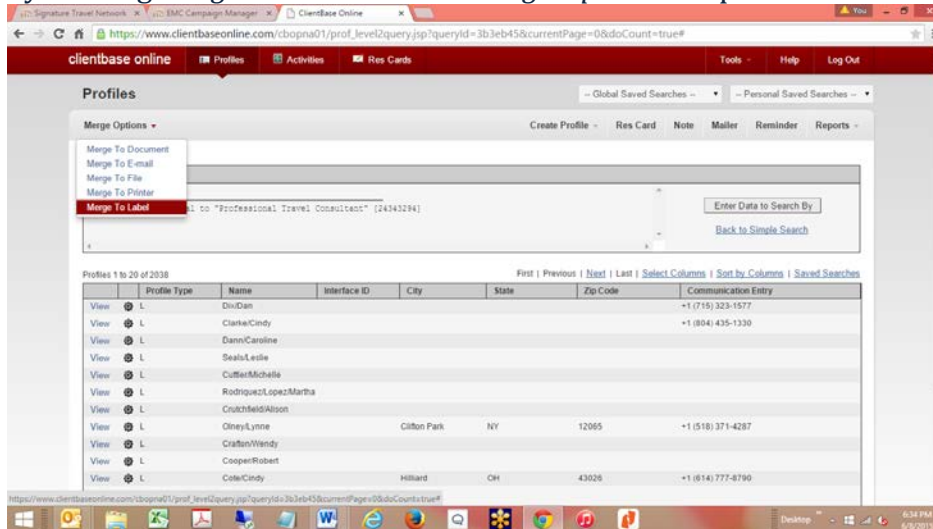 Signature Travel Network
EMC Campaign Manager
ClientBase Online
You
https://www.clientbaseonline.com/cbopna01/prof_level2query.jsp?queryId=3b3eb45&currentPage=0&doCount=true#
clientbase online Profiles Activities Res Cards Tools Help Log Out
Profiles -- Global Saved Searches -- -- Personal Saved Searches --
Merge Options Create Profile Res Card Note Mailer Reminder Reports
Merge To Document
Merge To E-mail
Merge To File
Merge To Printer
Merge To Label
al to "Professional Travel Consultant" [24343294]
Enter Data to Search By
Back to Simple Search
Profiles 1 to 20 of 2038 First | Previous | Next | Last | Select Columns | Sort by Columns | Saved Searches
Profile Type Name Interface ID City State Zip Code Communication Entry
View L Dix/Dan +1 (715) 323-1577
View L Clarke/Cindy +1 (804) 435-1330
View L Dann/Caroline
View L Seals/Leslie
View L Cuttler/Michelle
View L Rodriquez/Lopez/Martha
View L Crutchfield/Alison
View L Olney/Lynne Clifton Park NY 12065 +1 (518) 371-4287
View L Crafton/Wendy
View L Cooper/Robert
View L Cote/Cindy Hilliard OH 43026 +1 (614) 777-8790
https://www.clientbaseonline.com/cbopna01/prof_level2query.jsp?queryId=3b3eb45&currentPage=0&doCount=true#
Desktop
6:34 PM
6/8/2015